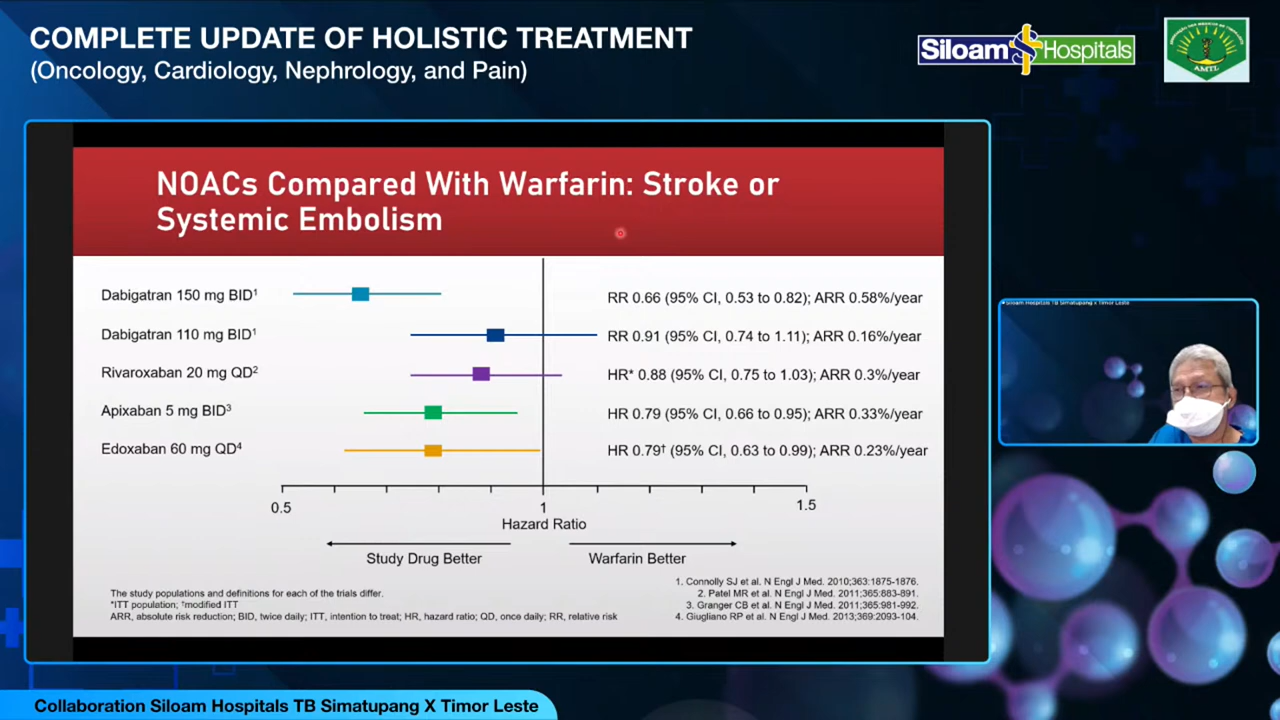 COMPLETE UPDATE OF HOLISTIC TREATMENT
(Oncology, Cardiology, Nephrology, and Pain)
Siloam Hospitals
AMTL
NOACs Compared With Warfarin: Stroke or
Systemic Embolism
Dabigatran 150 mg BID¹
RR 0.66 (95% CI, 0.53 to 0.82); ARR 0.58%/year
Dabigatran 110 mg BID¹
RR 0.91 (95% CI, 0.74 to 1.11); ARR 0.16%/year
Rivaroxaban 20 mg QD²
HR* 0.88 (95% CI, 0.75 to 1.03); ARR 0.3%/year
Apixaban 5 mg BID³
HR 0.79 (95% CI, 0.66 to 0.95); ARR 0.33%/year
Edoxaban 60 mg QD⁴
HR 0.79† (95% CI, 0.63 to 0.99); ARR 0.23%/year
0.5
1
1.5
Hazard Ratio
Study Drug Better
Warfarin Better
The study populations and definitions for each of the trials differ.
*ITT population; †modified ITT
ARR, absolute risk reduction; BID, twice daily; ITT, intention to treat; HR, hazard ratio; QD, once daily; RR, relative risk
1. Connolly SJ et al. N Engl J Med. 2010;363:1875-1876.
2. Patel MR et al. N Engl J Med. 2011;365:883-891.
3. Granger CB et al. N Engl J Med. 2011;365:981-992.
4. Giugliano RP et al. N Engl J Med. 2013;369:2093-104.
Siloam Hospitals TB Simatupang X Timor Leste
Collaboration Siloam Hospitals TB Simatupang X Timor Leste